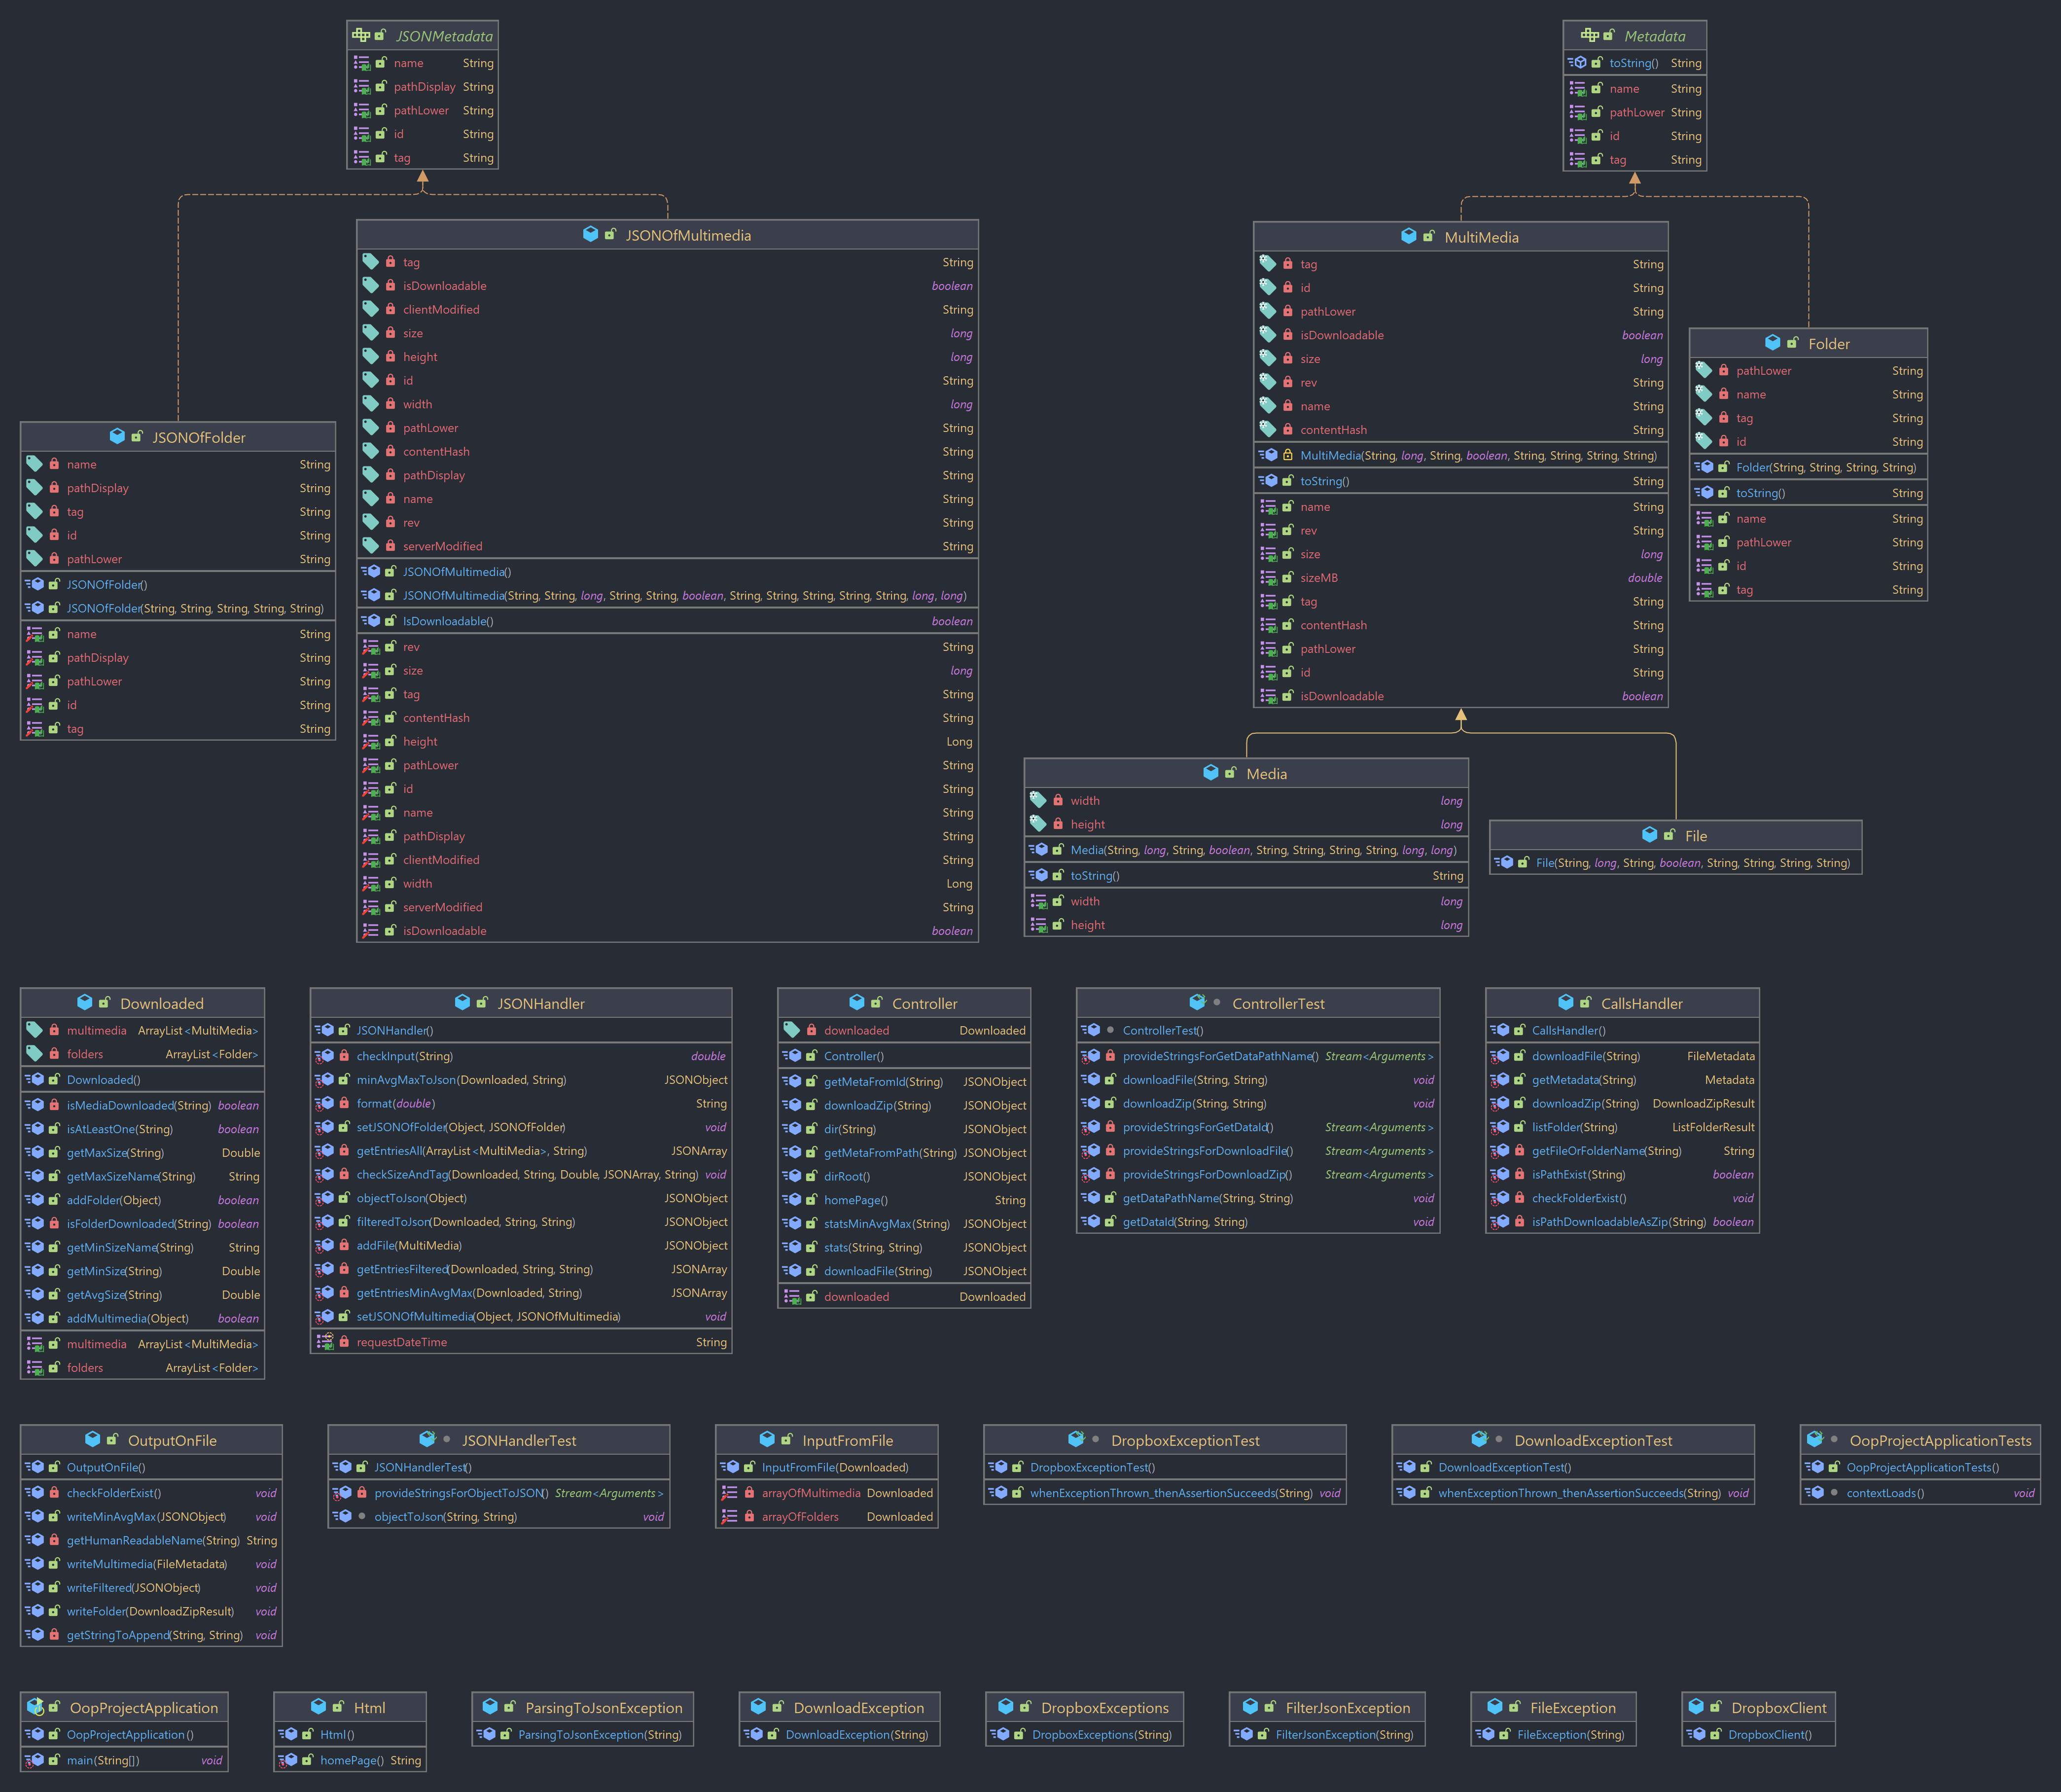 JSONMetadata
name String
pathDisplay String
pathLower String
id String
tag String
Metadata
toString() String
name String
pathLower String
id String
tag String
JSONOfMultimedia
tag String
isDownloadable boolean
clientModified String
size long
height long
id String
width long
pathLower String
contentHash String
pathDisplay String
name String
rev String
serverModified String
JSONOfMultimedia()
JSONOfMultimedia(String, String, long, String, String, boolean, String, String, String, String, String, long, long)
IsDownloadable() boolean
rev String
size long
tag String
contentHash String
height Long
pathLower String
id String
name String
pathDisplay String
clientModified String
width Long
serverModified String
isDownloadable boolean
MultiMedia
tag String
id String
pathLower String
isDownloadable boolean
size long
rev String
name String
contentHash String
MultiMedia(String, long, String, boolean, String, String, String, String)
toString() String
name String
rev String
size long
sizeMB double
tag String
contentHash String
pathLower String
id String
isDownloadable boolean
Folder
pathLower String
name String
tag String
id String
Folder(String, String, String, String)
toString() String
name String
pathLower String
id String
tag String
JSONOfFolder
name String
pathDisplay String
tag String
id String
pathLower String
JSONOfFolder()
JSONOfFolder(String, String, String, String, String)
name String
pathDisplay String
pathLower String
id String
tag String
Media
width long
height long
Media(String, long, String, boolean, String, String, String, String, long, long)
toString() String
width long
height long
File
File(String, long, String, boolean, String, String, String, String)
Downloaded
multimedia ArrayList<MultiMedia>
folders ArrayList<Folder>
Downloaded()
isMediaDownloaded(String) boolean
isAtLeastOne(String) boolean
getMaxSize(String) Double
getMaxSizeName(String) String
addFolder(Object) boolean
isFolderDownloaded(String) boolean
getMinSizeName(String) String
getMinSize(String) Double
getAvgSize(String) Double
addMultimedia(Object) boolean
multimedia ArrayList<MultiMedia>
folders ArrayList<Folder>
JSONHandler
JSONHandler()
checkInput(String) double
minAvgMaxToJson(Downloaded, String) JSONObject
format(double) String
setJSONOfFolder(Object, JSONOfFolder) void
getEntriesAll(ArrayList<MultiMedia>, String) JSONArray
checkSizeAndTag(Downloaded, String, Double, JSONArray, String) void
objectToJson(Object) JSONObject
filteredToJson(Downloaded, String, String) JSONObject
addFile(MultiMedia) JSONObject
getEntriesFiltered(Downloaded, String, String) JSONArray
getEntriesMinAvgMax(Downloaded, String) JSONArray
setJSONOfMultimedia(Object, JSONOfMultimedia) void
requestDateTime String
Controller
downloaded Downloaded
Controller()
getMetaFromId(String) JSONObject
downloadZip(String) JSONObject
dir(String) JSONObject
getMetaFromPath(String) JSONObject
dirRoot() JSONObject
homePage() String
statsMinAvgMax(String) JSONObject
stats(String, String) JSONObject
downloadFile(String) JSONObject
downloaded Downloaded
ControllerTest
ControllerTest()
provideStringsForGetDataPathName() Stream<Arguments>
downloadFile(String, String) void
downloadZip(String, String) void
provideStringsForGetDataId() Stream<Arguments>
provideStringsForDownloadFile() Stream<Arguments>
provideStringsForDownloadZip() Stream<Arguments>
getDataPathName(String, String) void
getDataId(String, String) void
CallsHandler
CallsHandler()
downloadFile(String) FileMetadata
getMetadata(String) Metadata
downloadZip(String) DownloadZipResult
listFolder(String) ListFolderResult
getFileOrFolderName(String) String
isPathExist(String) boolean
checkFolderExist() void
isPathDownloadableAsZip(String) boolean
OutputOnFile
OutputOnFile()
checkFolderExist() void
writeMinAvgMax(JSONObject) void
getHumanReadableName(String) String
writeMultimedia(FileMetadata) void
writeFiltered(JSONObject) void
writeFolder(DownloadZipResult) void
getStringToAppend(String, String) void
JSONHandlerTest
JSONHandlerTest()
provideStringsForObjectToJSON() Stream<Arguments>
objectToJson(String, String) void
InputFromFile
InputFromFile(Downloaded)
arrayOfMultimedia Downloaded
arrayOfFolders Downloaded
DropboxExceptionTest
DropboxExceptionTest()
whenExceptionThrown_thenAssertionSucceeds(String) void
DownloadExceptionTest
DownloadExceptionTest()
whenExceptionThrown_thenAssertionSucceeds(String) void
OopProjectApplicationTests
OopProjectApplicationTests()
contextLoads() void
OopProjectApplication
OopProjectApplication()
main(String[]) void
Html
Html()
homePage() String
ParsingToJsonException
ParsingToJsonException(String)
DownloadException
DownloadException(String)
DropboxExceptions
DropboxExceptions(String)
FilterJsonException
FilterJsonException(String)
FileException
FileException(String)
DropboxClient
DropboxClient()